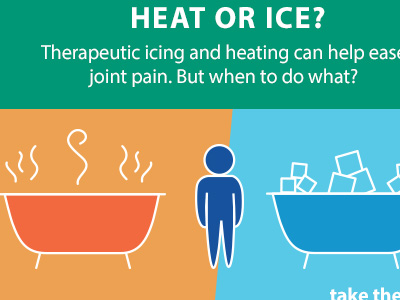 HEAT OR ICE?
Therapeutic icing and heating can help ease
joint pain. But when to do what?
take the